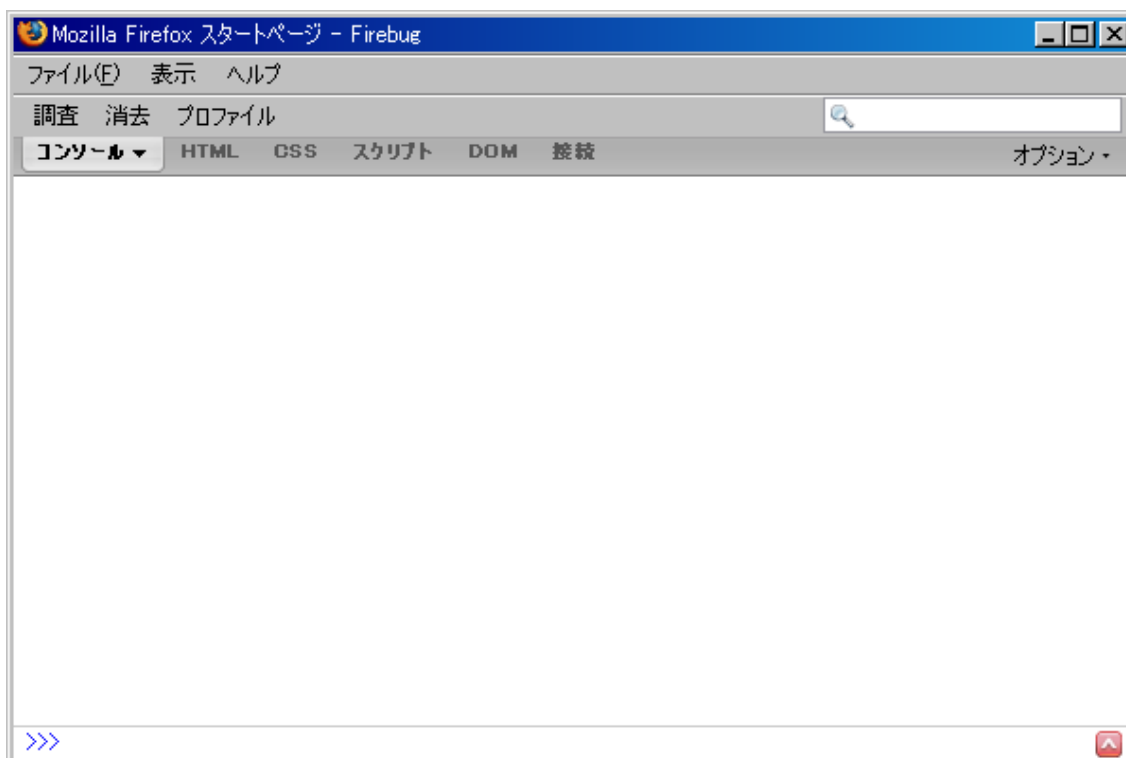 Mozilla Firefox スタートページ - Firebug
ファイル(F) 表示 ヘルプ
調査 消去 プロファイル
コンソール HTML CSS スクリプト DOM 接続 オプション
>>>